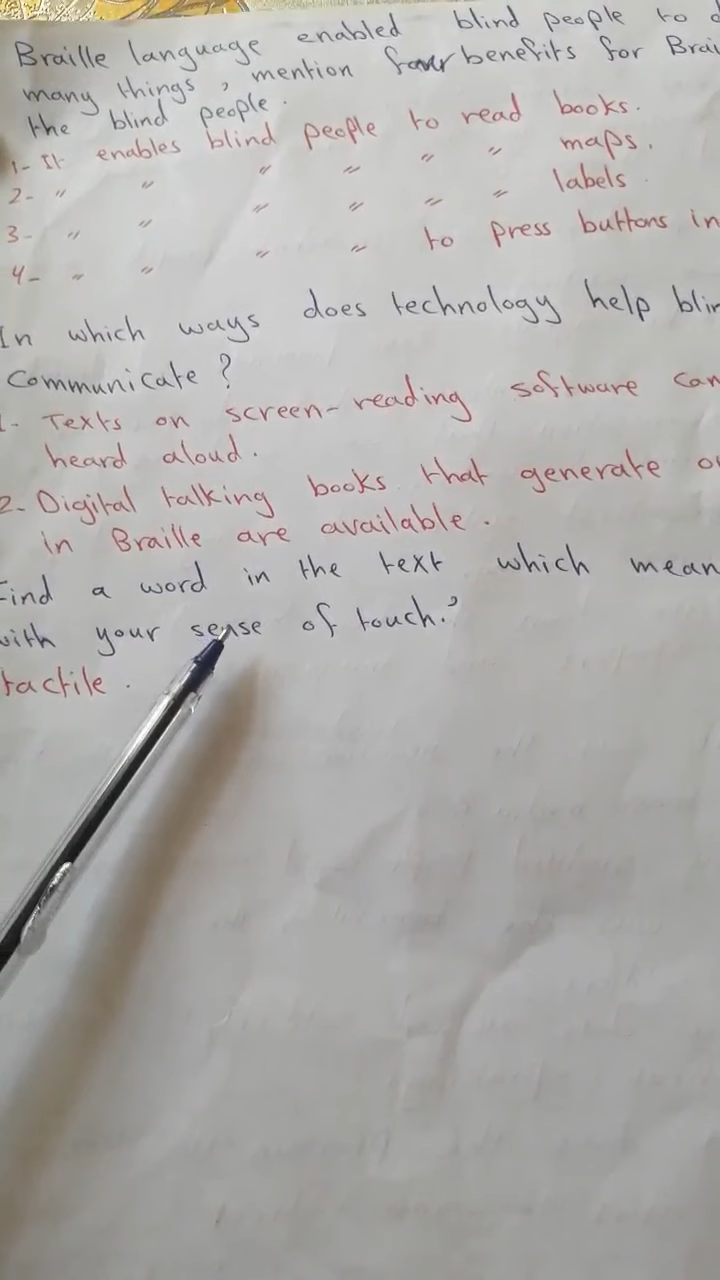 Braille language enabled blind people to
many things, mention four benefits for Brai
the blind people.
1- It enables blind people to read books.
2- " " " " " " maps.
3- " " " " " " labels
4- " " " " to press buttons in
In which ways does technology help blin
communicate?
1- Texts on screen-reading software can
heard aloud.
2- Digital talking books that generate
in Braille are available.
Find a word in the text which mean
with your sense of touch.'
tactile.